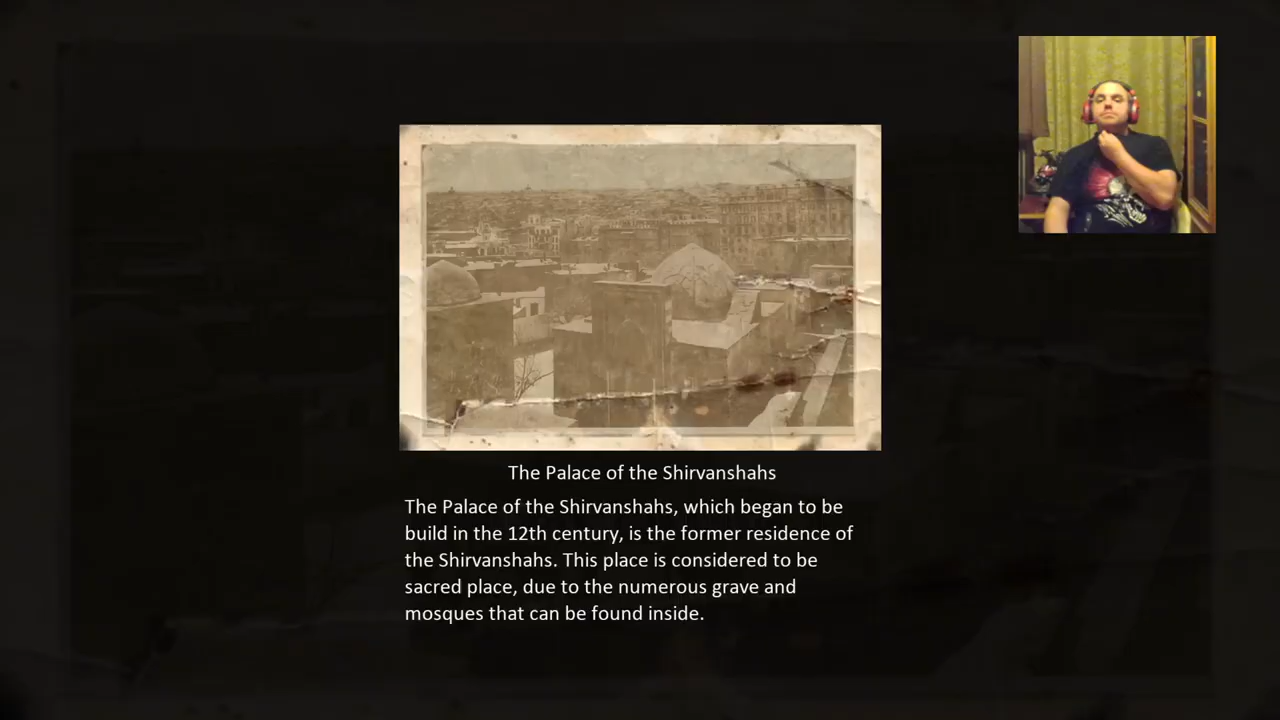 The Palace of the Shirvanshahs
The Palace of the Shirvanshahs, which began to be
build in the 12th century, is the former residence of
the Shirvanshahs. This place is considered to be
sacred place, due to the numerous grave and
mosques that can be found inside.